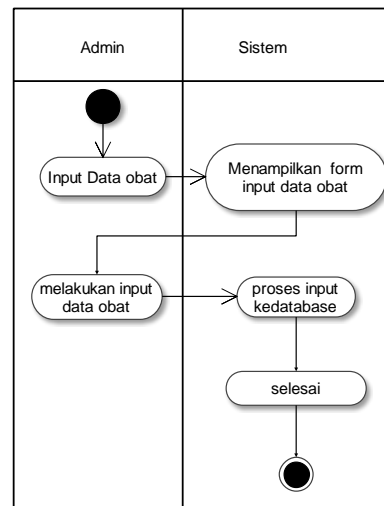 Admin
Sistem
Input Data obat
Menampilkan form
input data obat
melakukan input
data obat
proses input
kedatabase
selesai